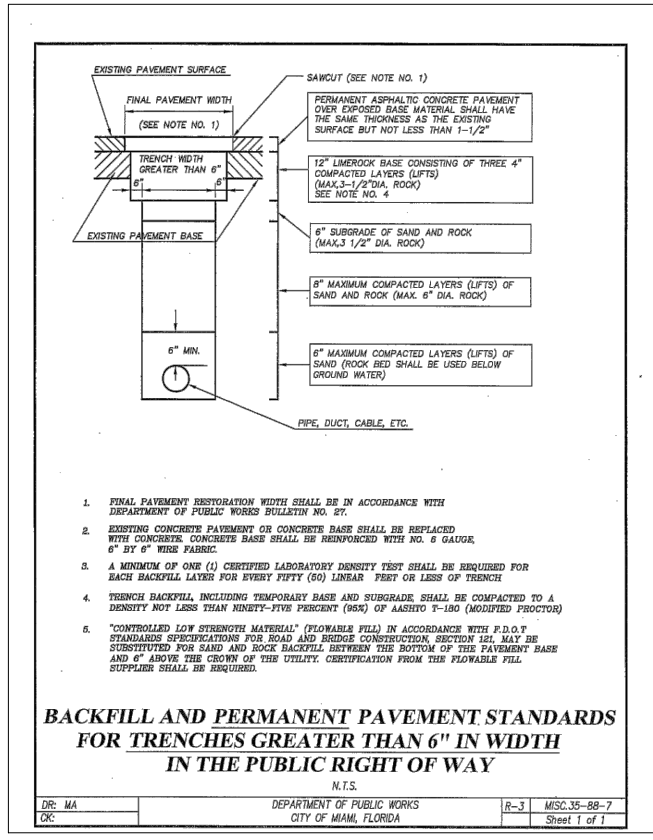 EXISTING PAVEMENT SURFACE
SAWCUT (SEE NOTE NO. 1)
FINAL PAVEMENT WIDTH
(SEE NOTE NO. 1)
PERMANENT ASPHALTIC CONCRETE PAVEMENT
OVER EXPOSED BASE MATERIAL SHALL HAVE
THE SAME THICKNESS AS THE EXISTING
SURFACE BUT NOT LESS THAN 1-1/2"
TRENCH WIDTH
GREATER THAN 6"
6"
6"
12" LIMEROCK BASE CONSISTING OF THREE 4"
COMPACTED LAYERS (LIFTS)
(MAX,3-1/2"DIA. ROCK)
SEE NOTE NO. 4
EXISTING PAVEMENT BASE
6" SUBGRADE OF SAND AND ROCK
(MAX,3 1/2" DIA. ROCK)
8" MAXIMUM COMPACTED LAYERS (LIFTS) OF
SAND AND ROCK (MAX. 6" DIA. ROCK)
6" MIN.
6" MAXIMUM COMPACTED LAYERS (LIFTS) OF
SAND (ROCK BED SHALL BE USED BELOW
GROUND WATER)
PIPE, DUCT, CABLE, ETC.
1. FINAL PAVEMENT RESTORATION WIDTH SHALL BE IN ACCORDANCE WITH
DEPARTMENT OF PUBLIC WORKS BULLETIN NO. 27.
2. EXISTING CONCRETE PAVEMENT OR CONCRETE BASE SHALL BE REPLACED
WITH CONCRETE. CONCRETE BASE SHALL BE REINFORCED WITH NO. 6 GAUGE,
6" BY 6" WIRE FABRIC.
3. A MINIMUM OF ONE (1) CERTIFIED LABORATORY DENSITY TEST SHALL BE REQUIRED FOR
EACH BACKFILL LAYER FOR EVERY FIFTY (50) LINEAR FEET OR LESS OF TRENCH
4. TRENCH BACKFILL, INCLUDING TEMPORARY BASE AND SUBGRADE, SHALL BE COMPACTED TO A
DENSITY NOT LESS THAN NINETY-FIVE PERCENT (95%) OF AASHTO T-180 (MODIFIED PROCTOR)
5. "CONTROLLED LOW STRENGTH MATERIAL" (FLOWABLE FILL) IN ACCORDANCE WITH F.D.O.T
STANDARDS SPECIFICATIONS FOR ROAD AND BRIDGE CONSTRUCTION, SECTION 121, MAY BE
SUBSTITUTED FOR SAND AND ROCK BACKFILL BETWEEN THE BOTTOM OF THE PAVEMENT BASE
AND 6" ABOVE THE CROWN OF THE UTILITY. CERTIFICATION FROM THE FLOWABLE FILL
SUPPLIER SHALL BE REQUIRED.
BACKFILL AND PERMANENT PAVEMENT STANDARDS
FOR TRENCHES GREATER THAN 6" IN WIDTH
IN THE PUBLIC RIGHT OF WAY
N.T.S.
DR: MA
CK:
DEPARTMENT OF PUBLIC WORKS
CITY OF MIAMI, FLORIDA
R-3
MISC.35-88-7
Sheet 1 of 1